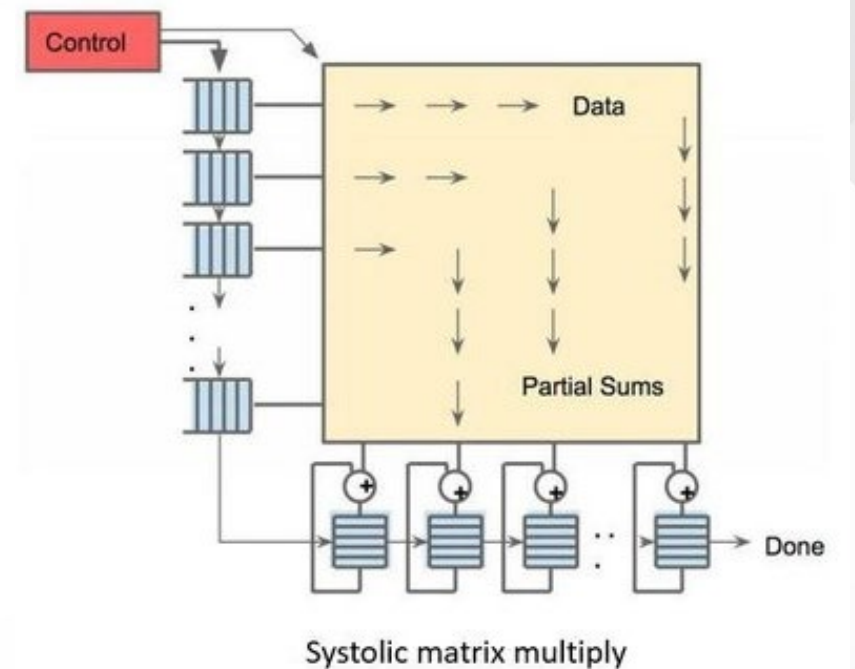 Control
Data
Partial Sums
+ + + +
Done
Systolic matrix multiply